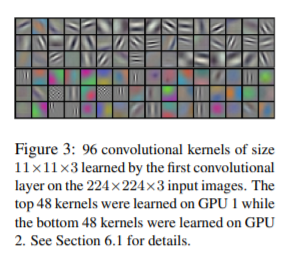 Figure 3: 96 convolutional kernels of size
11×11×3 learned by the first convolutional
layer on the 224×224×3 input images. The
top 48 kernels were learned on GPU 1 while
the bottom 48 kernels were learned on GPU
2. See Section 6.1 for details.